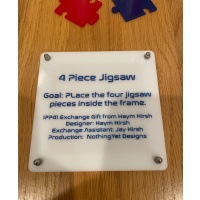 4 Piece Jigsaw
Goal: Place the four jigsaw
pieces inside the frame.
IPP41 Exchange Gift from Haym Hirsh
Designer: Haym Hirsh
Exchange Assistant: Jay Hirsh
Production: NothingYet Designs